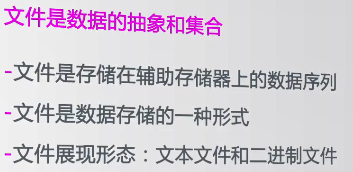 文件是数据的抽象和集合
-文件是存储在辅助存储器上的数据序列
-文件是数据存储的一种形式
-文件展现形态：文本文件和二进制文件